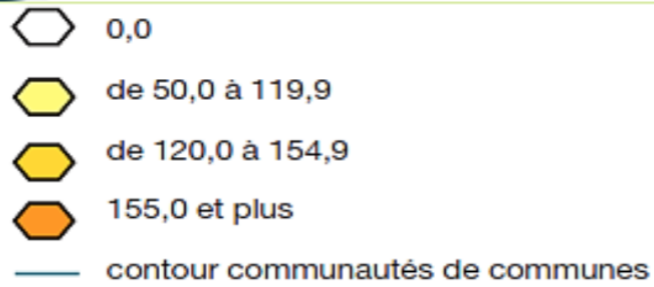 0,0
de 50,0 à 119,9
de 120,0 à 154,9
155,0 et plus
contour communautés de communes